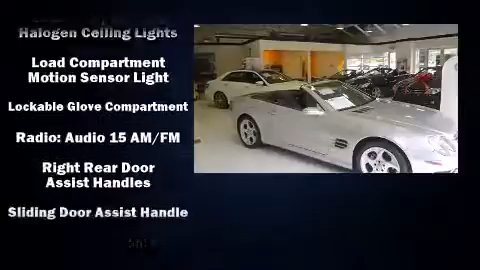 Halogen Ceiling Lights
Load Compartment
Motion Sensor Light
Lockable Glove Compartment
Radio: Audio 15 AM/FM
Right Rear Door
Assist Handles
Sliding Door Assist Handle